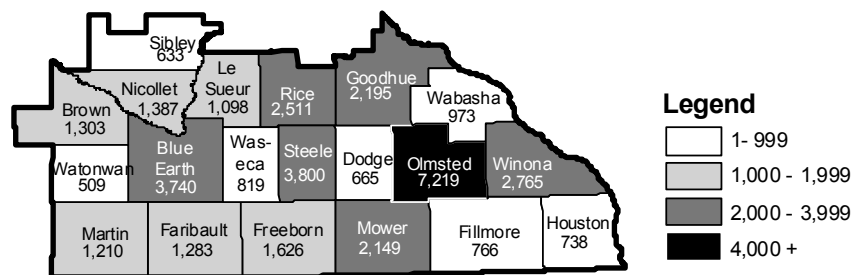 Sibley
633
Le
Sueur
1,098
Nicollet
1,387
Brown
1,303
Rice
2,511
Goodhue
2,195
Wabasha
973
Watonwan
509
Blue
Earth
3,740
Was-
eca
819
Steele
3,800
Dodge
665
Olmsted
7,219
Winona
2,765
Martin
1,210
Faribault
1,283
Freeborn
1,626
Mower
2,149
Fillmore
766
Houston
738
Legend
1- 999
1,000 - 1,999
2,000 - 3,999
4,000 +